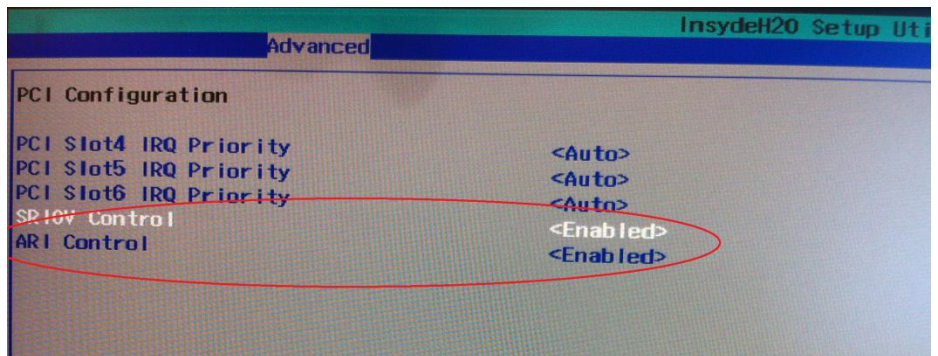 InsydeH20 Setup Uti
Advanced
PCI Configuration
PCI Slot4 IRQ Priority <Auto>
PCI Slot5 IRQ Priority <Auto>
PCI Slot6 IRQ Priority <Auto>
SRIOV Control <Enabled>
ARI Control <Enabled>